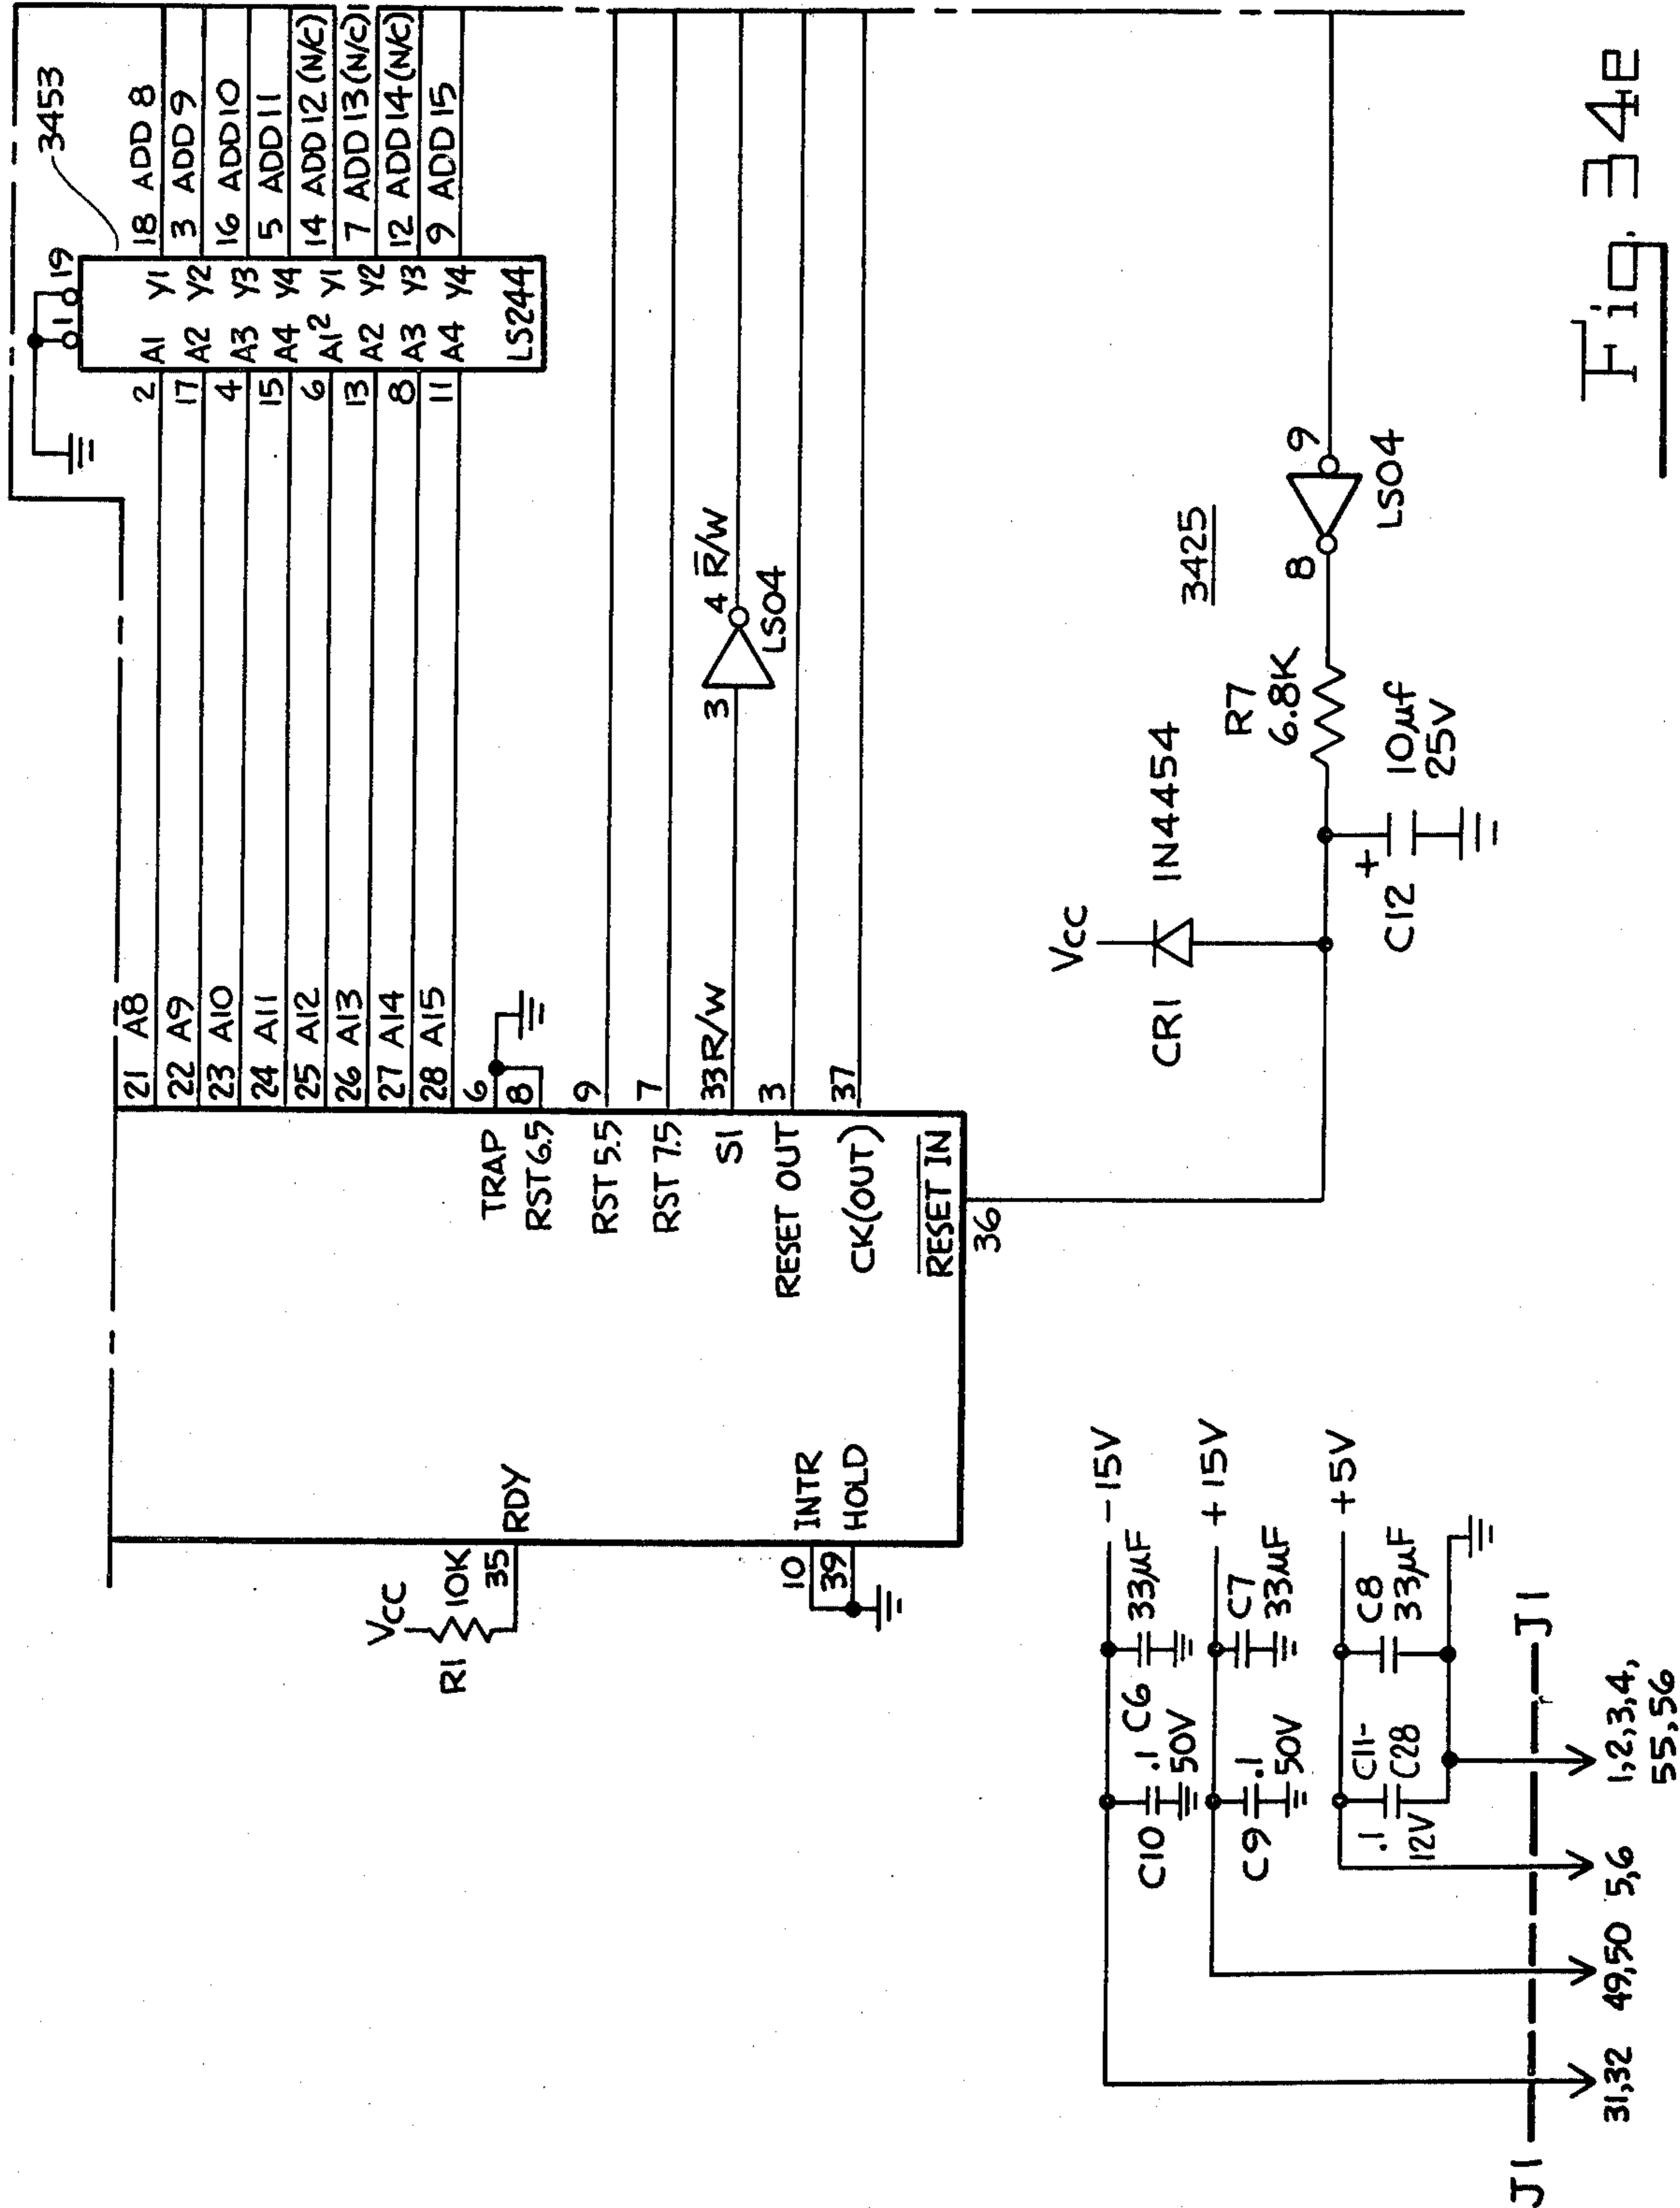 3453
1 19
2 A1 Y1 18 ADD 8
17 A2 Y2 3 ADD 9
4 A3 Y3 16 ADD10
15 A4 Y4 5 ADD 11
6 A1² Y1 14 ADD 12 (N/C)
13 A2 Y2 7 ADD 13 (N/C)
8 A3 Y3 12 ADD 14 (N/C)
11 A4 Y4 9 ADD 15
LS244
21 A8
22 A9
23 A10
24 A11
25 A12
26 A13
27 A14
28 A15
TRAP 6
RST 6.5 8
RST 5.5 9
RST 7.5 7
S1 33 R/W
3 4 R̅/W
LS04
RESET OUT 3
CK(OUT) 37
R̅E̅S̅E̅T̅ I̅N̅
36
VCC
R1 10K
35 RDY
10 INTR
39 HOLD
VCC
CR1 1N4454
3425
R7
6.8K
8 9
LS04
+
C12 10µf
25V
-15V
C10 .1 C6 33µF
50V
+15V
C9 .1 C7 33µF
50V
+5V
.1 C11- C8
12V C28 33µF
J1 J1
31,32 49,50 5,6 1,2,3,4,
55,56
Fig. 34e